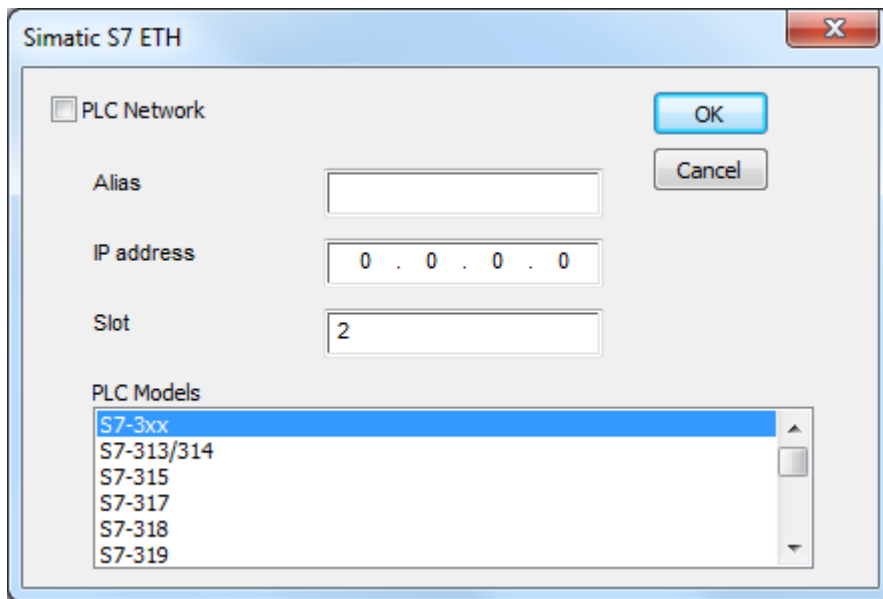 Simatic S7 ETH
PLC Network
OK
Cancel
Alias
IP address
0 . 0 . 0 . 0
Slot
2
PLC Models
S7-3xx
S7-313/314
S7-315
S7-317
S7-318
S7-319